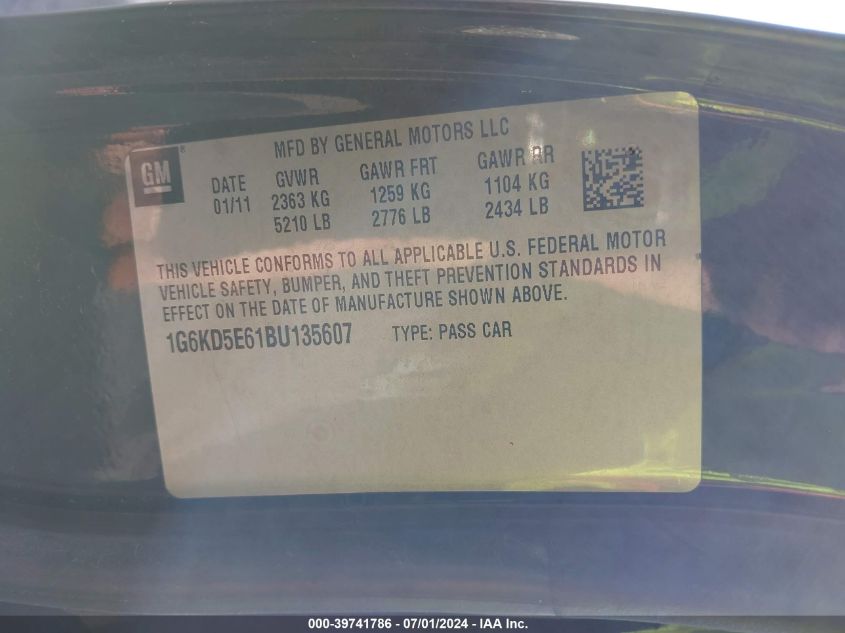 MFD BY GENERAL MOTORS LLC
GM®
DATE GVWR GAWR FRT GAWR RR
01/11 2363 KG 1259 KG 1104 KG
5210 LB 2776 LB 2434 LB
THIS VEHICLE CONFORMS TO ALL APPLICABLE U.S. FEDERAL MOTOR
VEHICLE SAFETY, BUMPER, AND THEFT PREVENTION STANDARDS IN
EFFECT ON THE DATE OF MANUFACTURE SHOWN ABOVE.
1G6KD5E61BU135607 TYPE: PASS CAR
000-39741786 - 07/01/2024 - IAA Inc.